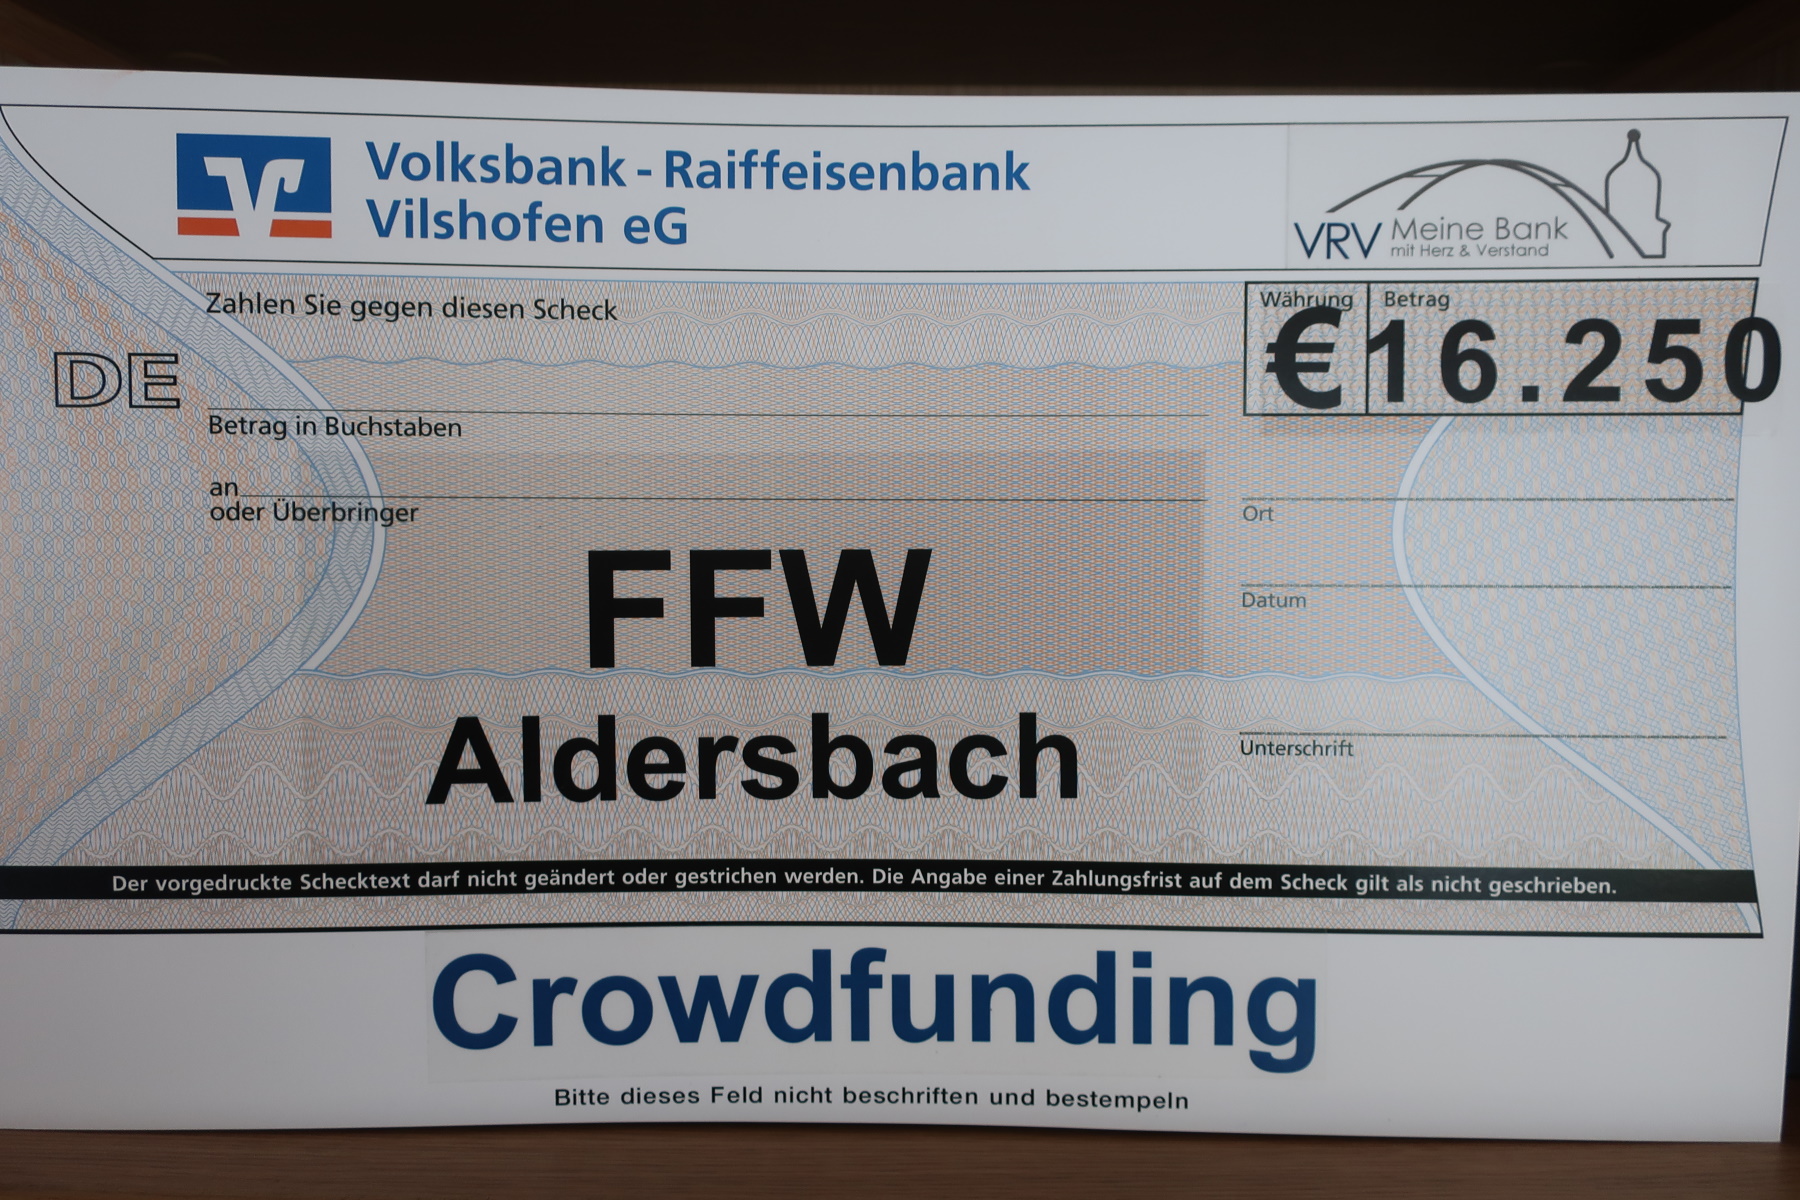 Volksbank - Raiffeisenbank
Vilshofen eG
VRV Meine Bank
mit Herz & Verstand
Zahlen Sie gegen diesen Scheck
Währung
Betrag
€ 16.250
DE
Betrag in Buchstaben
an
oder Überbringer
Ort
FFW
Datum
Aldersbach
Unterschrift
Der vorgedruckte Schecktext darf nicht geändert oder gestrichen werden. Die Angabe einer Zahlungsfrist auf dem Scheck gilt als nicht geschrieben.
Crowdfunding
Bitte dieses Feld nicht beschriften und bestempeln